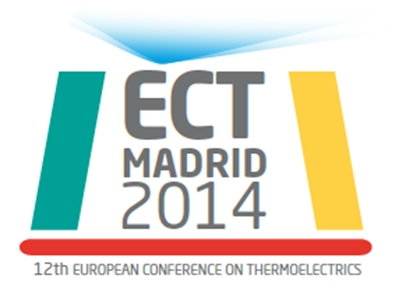 ECT
MADRID
2014
12th EUROPEAN CONFERENCE ON THERMOELECTRICS